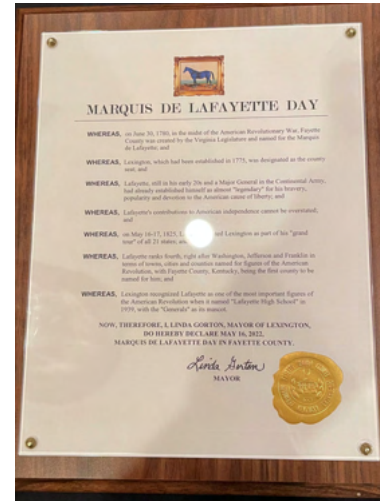 MARQUIS DE LAFAYETTE DAY
WHEREAS, on June 30, 1780, in the midst of the American Revolutionary War, Fayette
County was created by the Virginia Legislature and named for the Marquis
de Lafayette; and
WHEREAS, Lexington, which had been established in 1775, was designated as the county
seat; and
WHEREAS, Lafayette, still in his early 20s and a Major General in the Continental Army,
had already established himself as almost "legendary" for his bravery,
popularity and devotion to the American cause of liberty; and
WHEREAS, Lafayette's contributions to American independence cannot be overstated;
and
WHEREAS, on May 16-17, 1825, L ed Lexington as part of his "grand
tour" of all 21 states; and
WHEREAS, Lafayette ranks fourth, right after Washington, Jefferson and Franklin in
terms of towns, cities and counties named for figures of the American
Revolution, with Fayette County, Kentucky, being the first county to be
named for him; and
WHEREAS, Lexington recognized Lafayette as one of the most important figures of
the American Revolution when it named "Lafayette High School" in
1939, with the "Generals" as its mascot.
NOW, THEREFORE, I, LINDA GORTON, MAYOR OF LEXINGTON,
DO HEREBY DECLARE MAY 16, 2022,
MARQUIS DE LAFAYETTE DAY IN FAYETTE COUNTY.
Linda Gorton
MAYOR